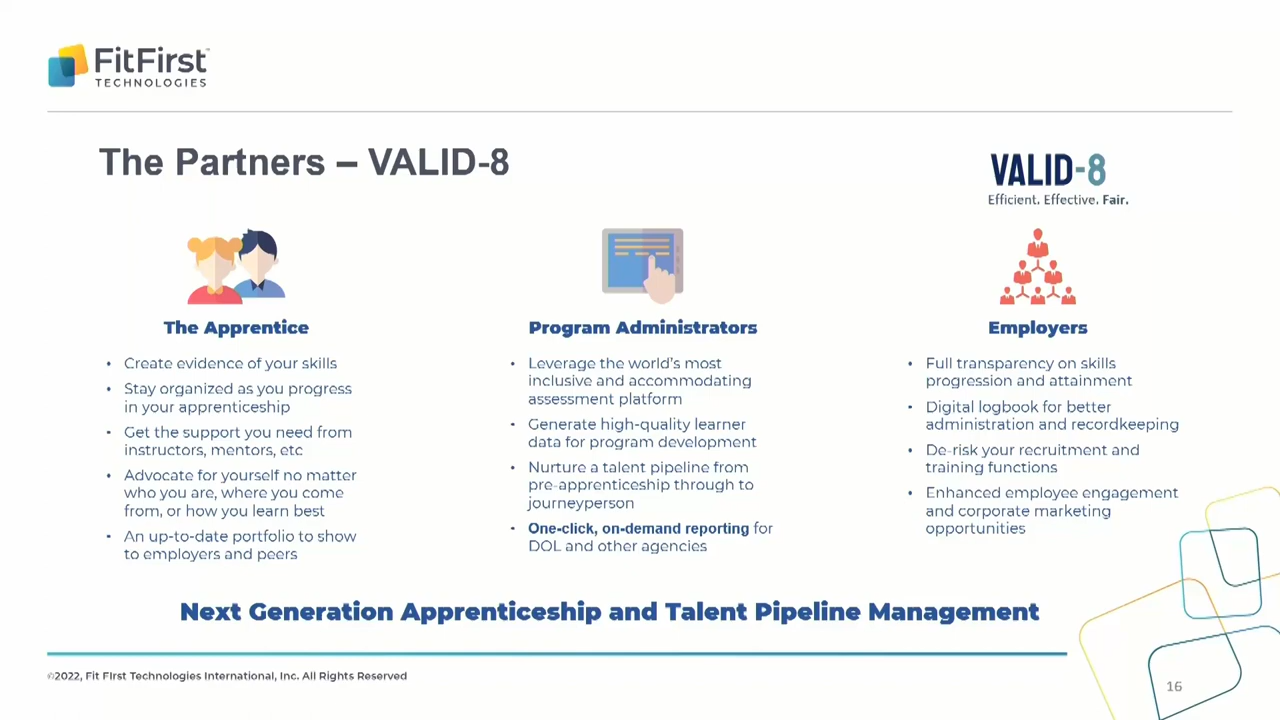 FitFirst™
TECHNOLOGIES
The Partners – VALID-8
VALID-8
Efficient. Effective. Fair.
The Apprentice
• Create evidence of your skills
• Stay organized as you progress
in your apprenticeship
• Get the support you need from
instructors, mentors, etc
• Advocate for yourself no matter
who you are, where you come
from, or how you learn best
• An up-to-date portfolio to show
to employers and peers
Program Administrators
• Leverage the world's most
inclusive and accommodating
assessment platform
• Generate high-quality learner
data for program development
• Nurture a talent pipeline from
pre-apprenticeship through to
journeyperson
• One-click, on-demand reporting for
DOL and other agencies
Employers
• Full transparency on skills
progression and attainment
• Digital logbook for better
administration and recordkeeping
• De-risk your recruitment and
training functions
• Enhanced employee engagement
and corporate marketing
opportunities
Next Generation Apprenticeship and Talent Pipeline Management
©2022, Fit FIrst Technologies International, Inc. All Rights Reserved
16